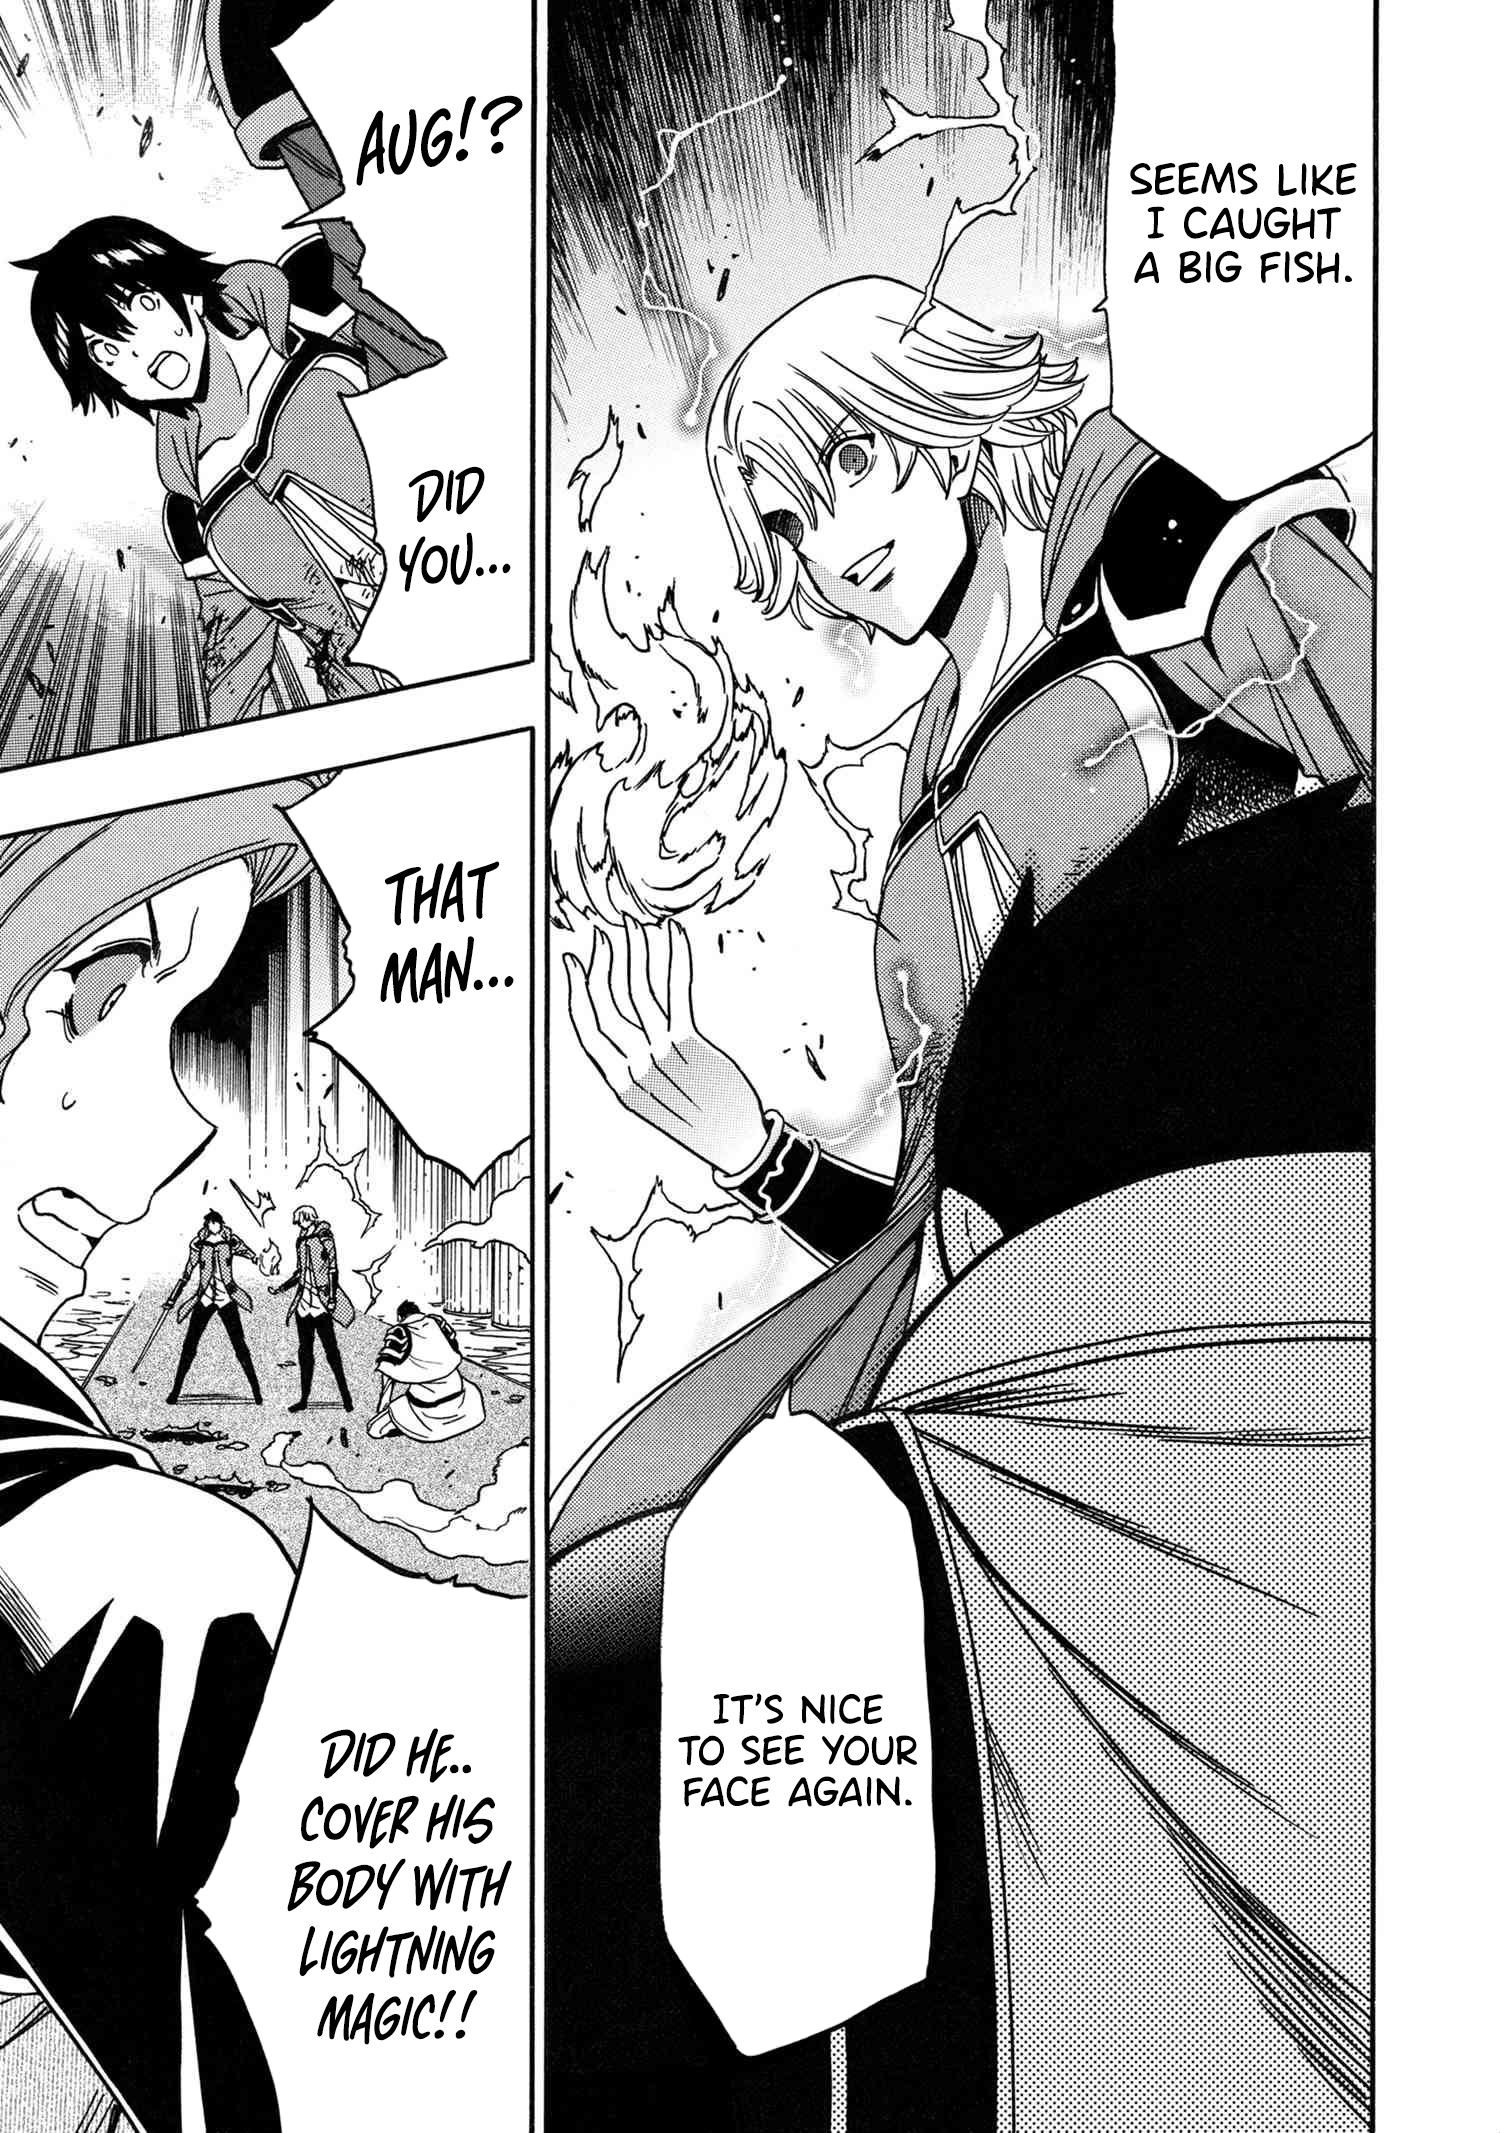 SEEMS LIKE
I CAUGHT
A BIG FISH.
IT'S NICE
TO SEE YOUR
FACE AGAIN.
AUG!?
DID
YOU...
THAT
MAN...
DID HE..
COVER HIS
BODY WITH
LIGHTNING
MAGIC!!